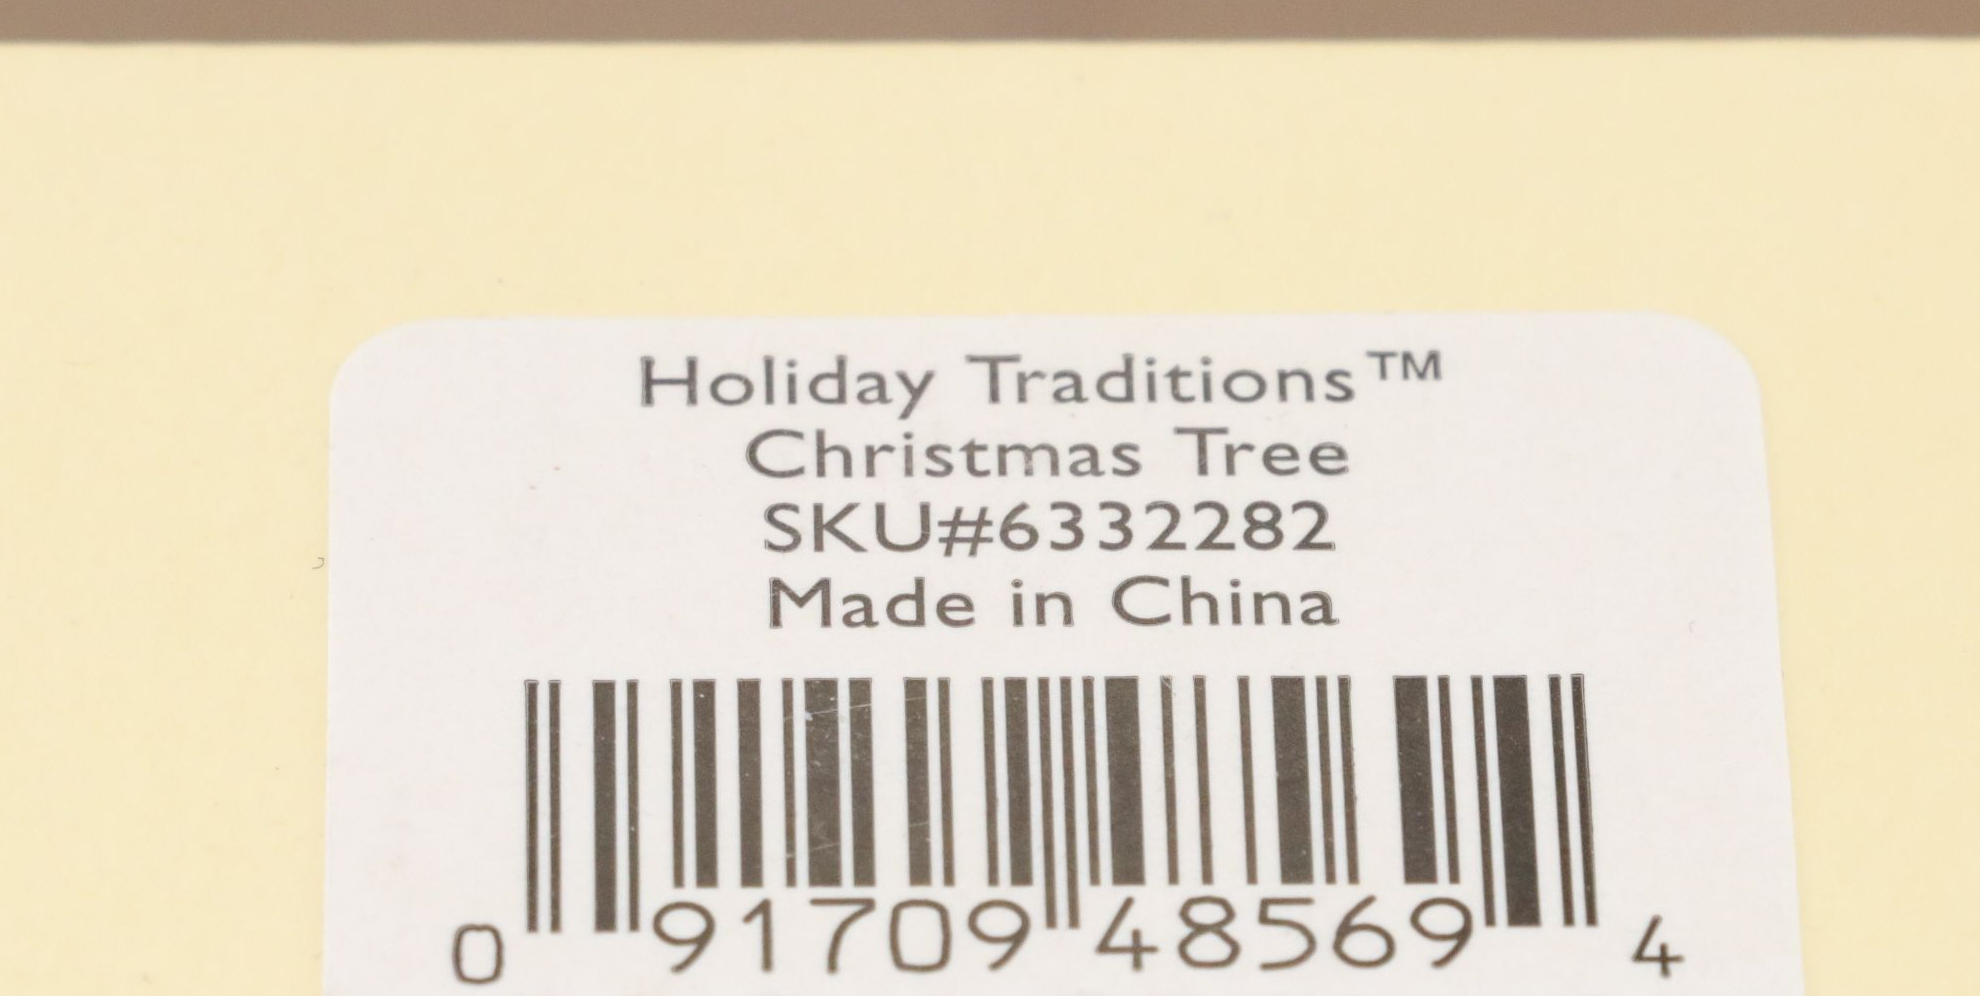 Holiday Traditions™
Christmas Tree
SKU#6332282
Made in China
0 91709 48569 4